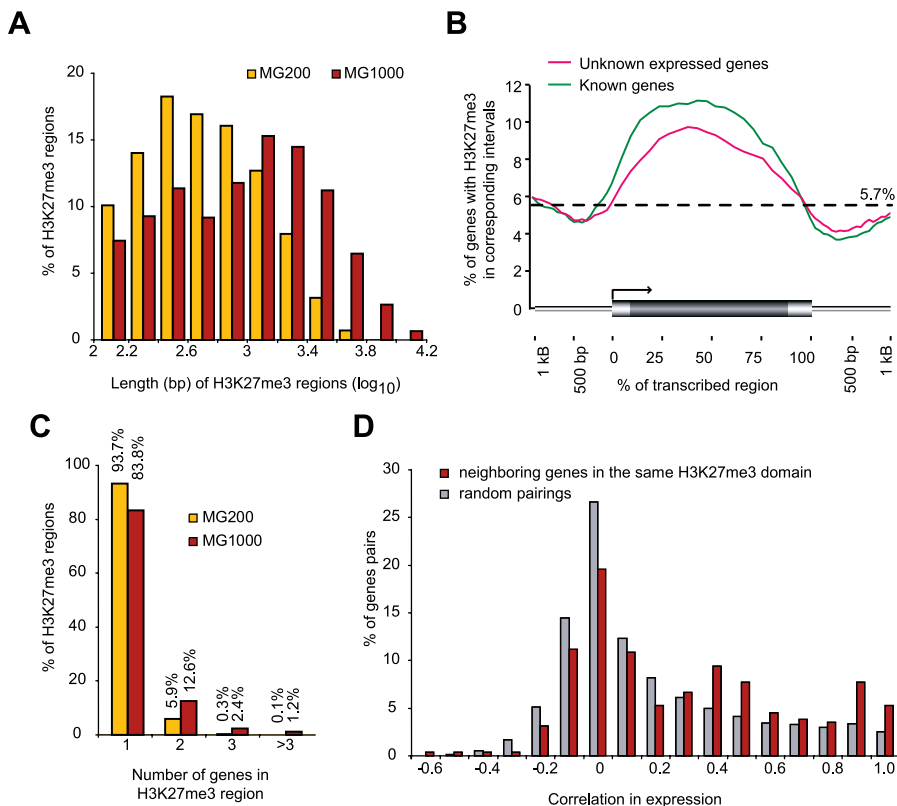 A
20
15
10
5
0
% of H3K27me3 regions
MG200
MG1000
2
2.2
2.6
3
3.4
3.8
4.2
Length (bp) of H3K27me3 regions (log10)
B
Unknown expressed genes
Known genes
12
10
8
6
4
2
0
% of genes with H3K27me3
in corresponding intervals
5.7%
1 kB
500 bp
0
25
50
75
100
500 bp
1 kB
% of transcribed region
C
100
80
60
40
20
0
% of H3K27me3 regions
93.7%
83.8%
5.9%
12.6%
0.3%
2.4%
0.1%
1.2%
MG200
MG1000
1
2
3
>3
Number of genes in
H3K27me3 region
D
30
25
20
15
10
5
0
% of genes pairs
neighboring genes in the same H3K27me3 domain
random pairings
-0.6
-0.4
-0.2
0
0.2
0.4
0.6
0.8
1.0
Correlation in expression